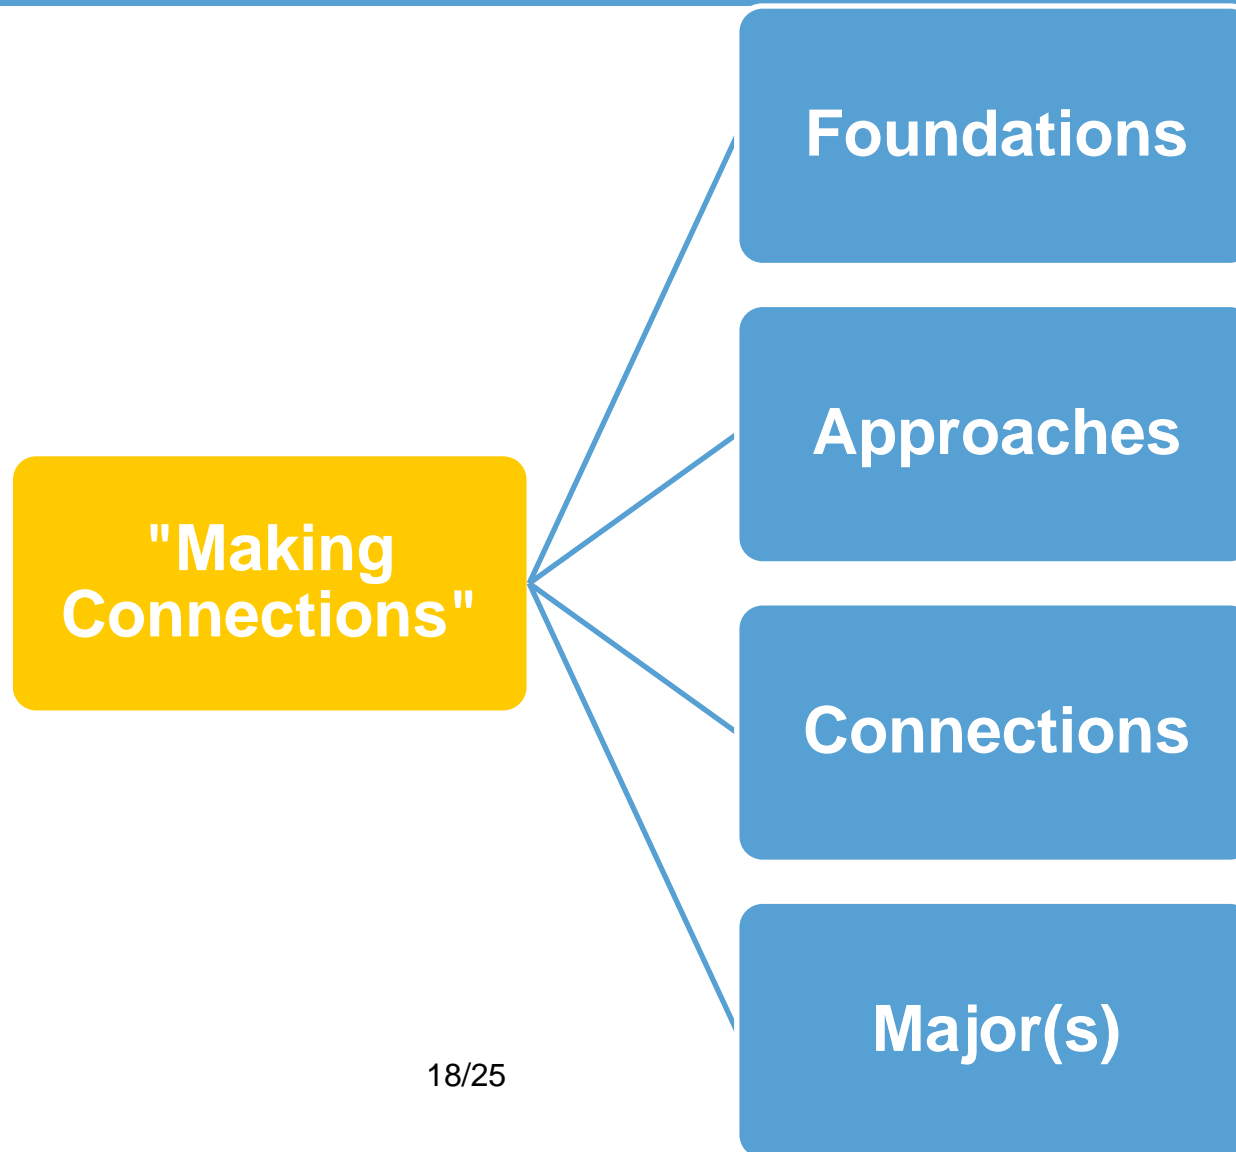 Foundations
Approaches
"Making
Connections"
Connections
Major(s)
18/25